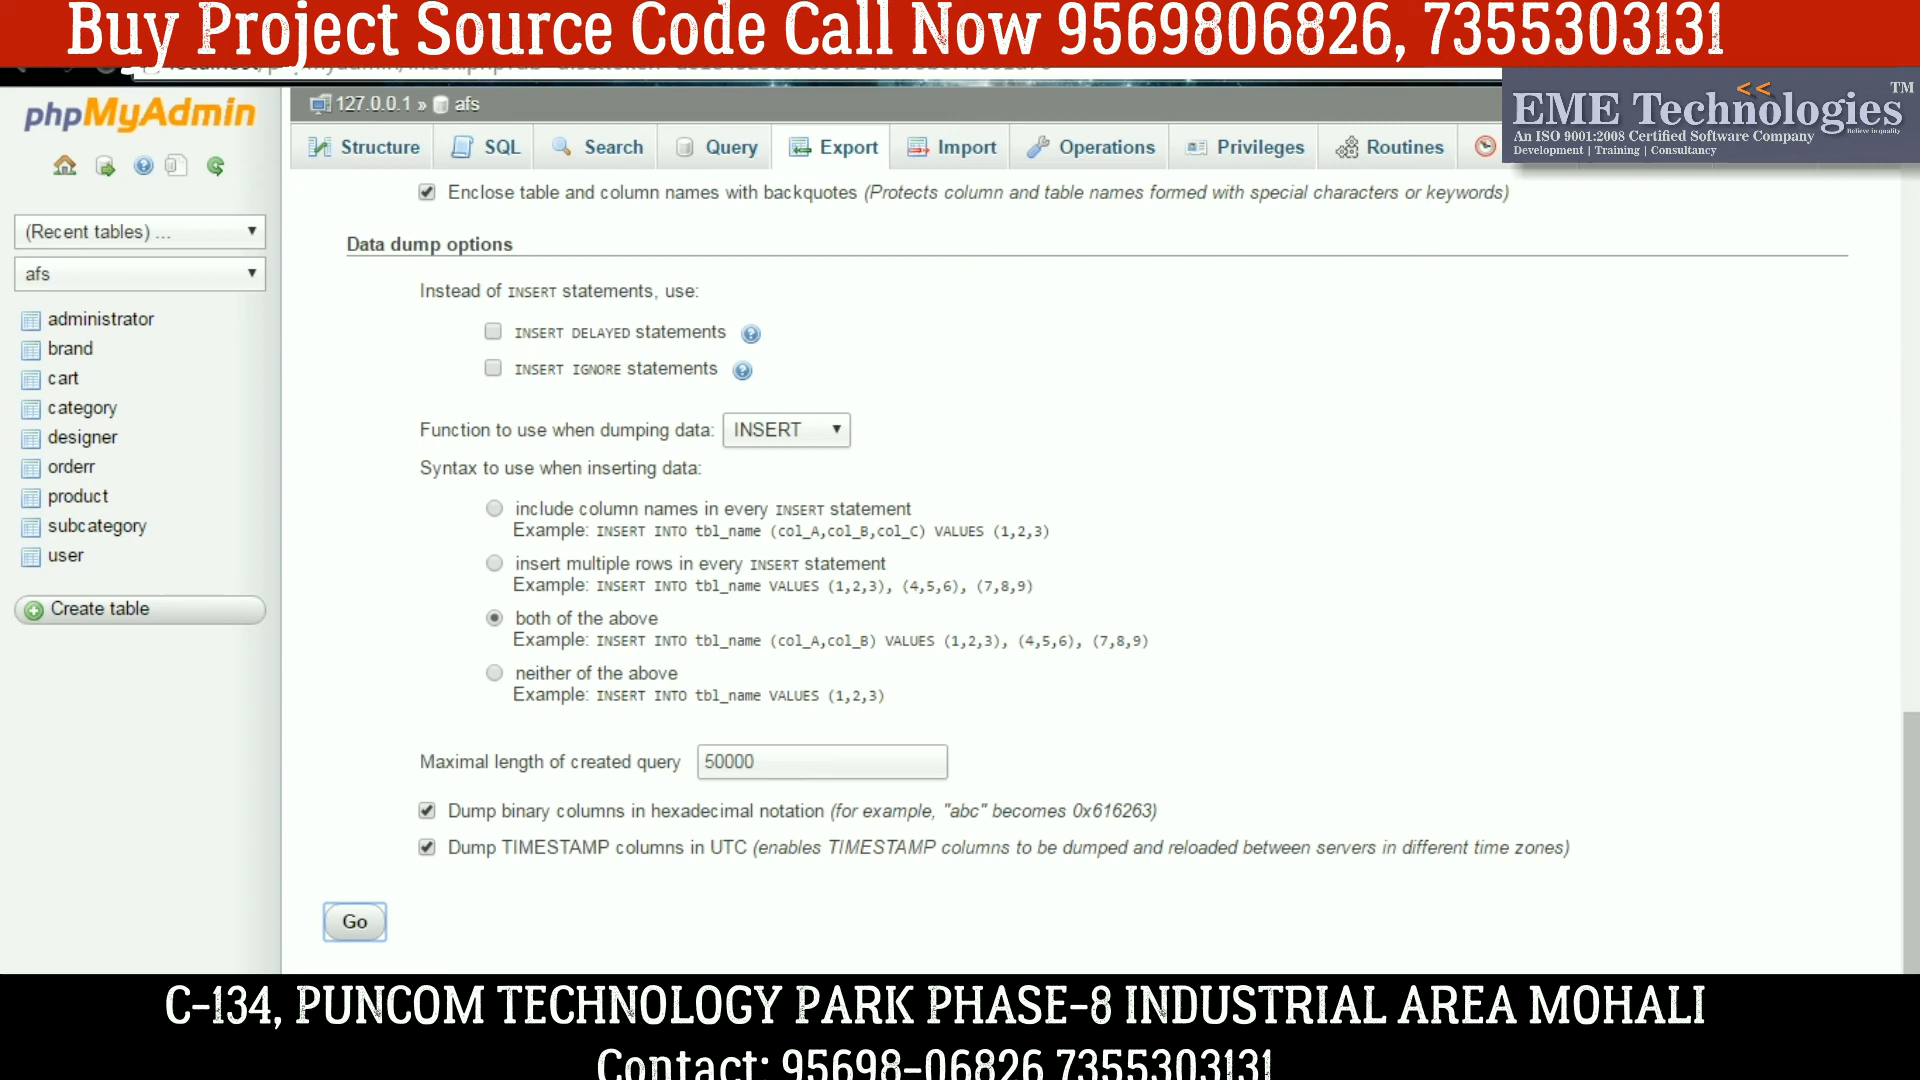 Buy Project Source Code Call Now 9569806826, 7355303131
<<
TM
EME Technologies
Believe in quality
An ISO 9001:2008 Certified Software Company
Development | Training | Consultancy
phpMyAdmin
127.0.0.1 » afs
Structure SQL Search Query Export Import Operations Privileges Routines
(Recent tables) ...
afs
administrator
brand
cart
category
designer
orderr
product
subcategory
user
Create table
Enclose table and column names with backquotes (Protects column and table names formed with special characters or keywords)
Data dump options
Instead of INSERT statements, use:
INSERT DELAYED statements
INSERT IGNORE statements
Function to use when dumping data: INSERT
Syntax to use when inserting data:
include column names in every INSERT statement
Example: INSERT INTO tbl_name (col_A,col_B,col_C) VALUES (1,2,3)
insert multiple rows in every INSERT statement
Example: INSERT INTO tbl_name VALUES (1,2,3), (4,5,6), (7,8,9)
both of the above
Example: INSERT INTO tbl_name (col_A,col_B) VALUES (1,2,3), (4,5,6), (7,8,9)
neither of the above
Example: INSERT INTO tbl_name VALUES (1,2,3)
Maximal length of created query 50000
Dump binary columns in hexadecimal notation (for example, "abc" becomes 0x616263)
Dump TIMESTAMP columns in UTC (enables TIMESTAMP columns to be dumped and reloaded between servers in different time zones)
Go
C-134, PUNCOM TECHNOLOGY PARK PHASE-8 INDUSTRIAL AREA MOHALI
Contact: 95698-06826 7355303131